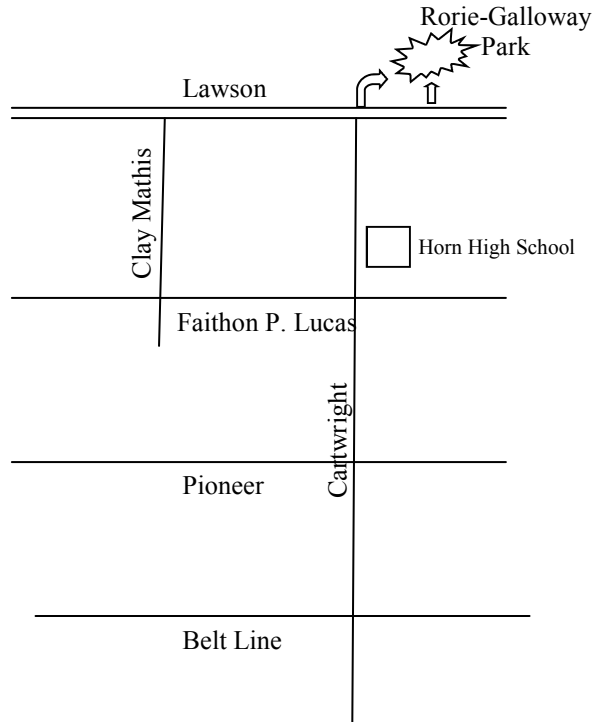 Rorie-Galloway
Park
Lawson
Clay Mathis
Horn High School
Faithon P. Lucas
Cartwright
Pioneer
Belt Line